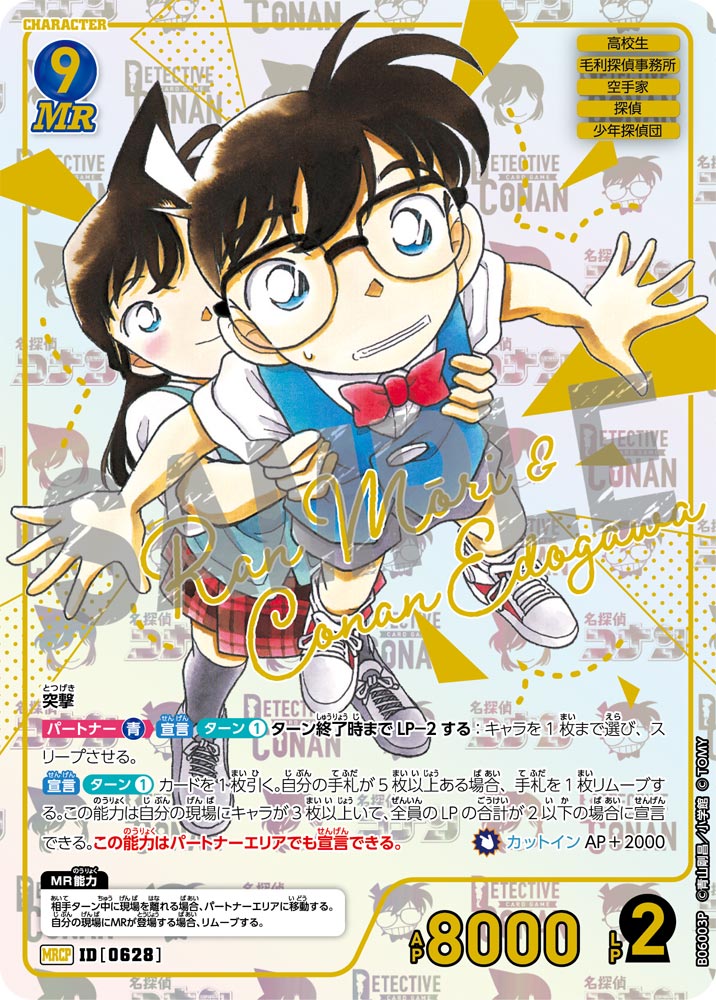 CHARACTER
9
MR
高校生
毛利探偵事務所
空手家
探偵
少年探偵団
DETECTIVE
CARD GAME
CONAN
名探偵
コナン
SAMPLE
Ran Mōri &
Conan Edogawa
突撃
パートナー 青 宣言 ターン① ターン終了時までLP−2する：キャラを1枚まで選び、ス
リープさせる。
宣言 ターン① カードを1枚引く。自分の手札が5枚以上ある場合、手札を1枚リムーブす
る。この能力は自分の現場にキャラが3枚以上いて、全員のLPの合計が2以下の場合に宣言
できる。この能力はパートナーエリアでも宣言できる。 カットイン AP＋2000
MR能力
相手ターン中に現場を離れる場合、パートナーエリアに移動する。
自分の現場にMRが登場する場合、リムーブする。
MRCP ID[0628]
AP 8000 LP 2
B06003P ©青山剛昌／小学館 ©TOMY